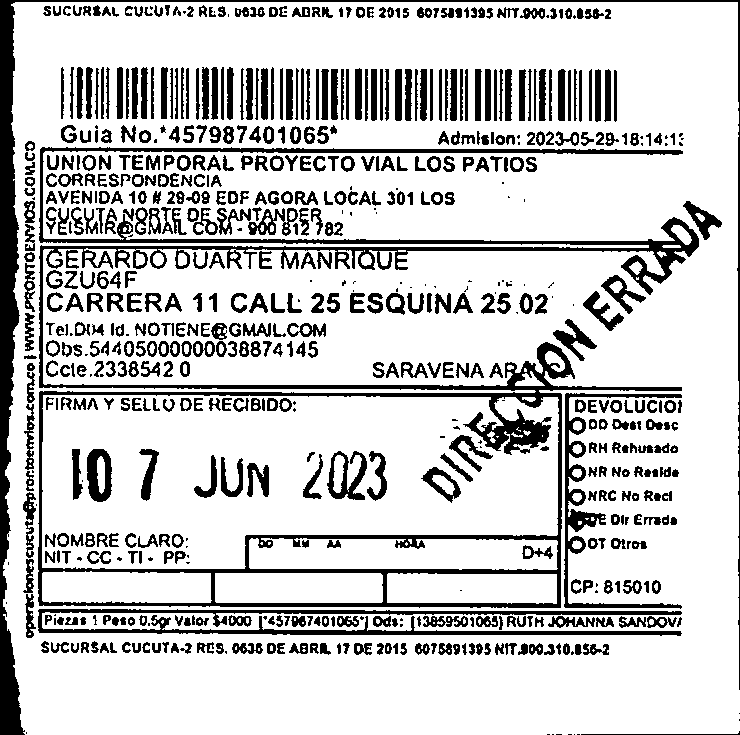 SUCURSAL CUCUTA-2 RES. 0636 DE ABRIL 17 DE 2015 6075891395 NIT.900.310.856-2
Guia No.*457987401065* Admision: 2023-05-29-18:14:13
UNION TEMPORAL PROYECTO VIAL LOS PATIOS
CORRESPONDENCIA
AVENIDA 10 # 29-09 EDF AGORA LOCAL 301 LOS
CUCUTA NORTE DE SANTANDER
YEISMIR@GMAIL COM - 900 812 782
GERARDO DUARTE MANRIQUE
GZU64F
CARRERA 11 CALL 25 ESQUINA 25 02
Tel.D04 Id. NOTIENE@GMAIL.COM
Obs.54405000000038874145
Ccte.2338542 0 SARAVENA ARAUCA
DIRECCION ERRADA
FIRMA Y SELLO DE RECIBIDO:
07 JUN 2023
DEVOLUCIO
DD Dest Desc
RH Rehusado
NR No Reside
NRC No Recl
DE Dir Errada
OT Otros
CP: 815010
NOMBRE CLARO:
NIT - CC - TI - PP:
DD MM AA HORA
D+4
Piezas 1 Peso 0.5gr Valor $4000 [*457987401065*] Ods: [13859501065] RUTH JOHANNA SANDOVA
SUCURSAL CUCUTA-2 RES. 0636 DE ABRIL 17 DE 2015 6075891395 NIT.900.310.856-2
operacionescucuta@prontoenvios.com.co | WWW.PRONTOENVIOS.COM.CO